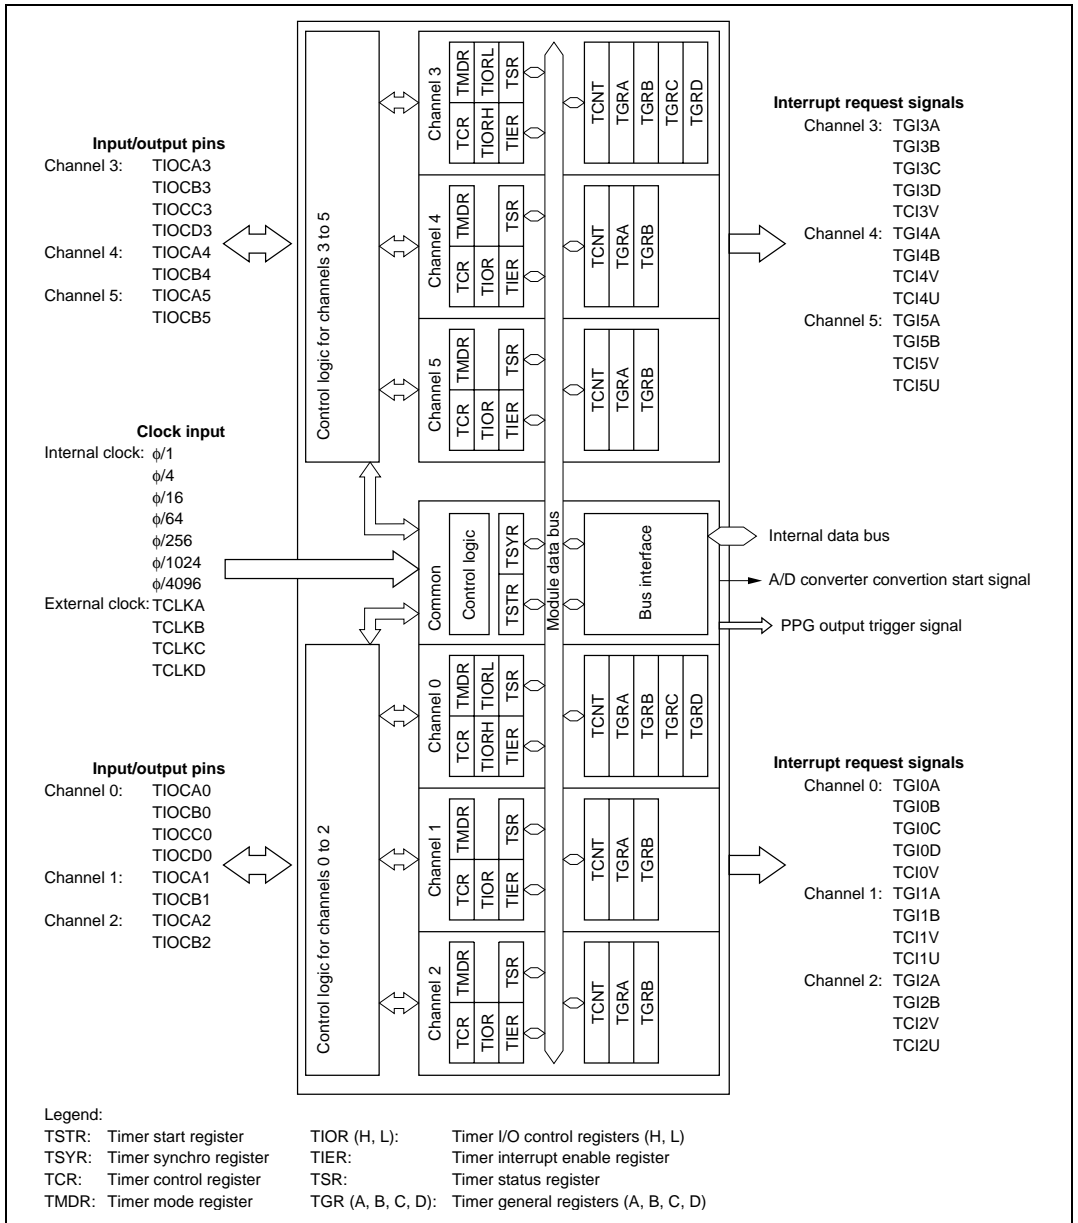 Input/output pins
Channel 3: TIOCA3
TIOCB3
TIOCC3
TIOCD3
Channel 4: TIOCA4
TIOCB4
Channel 5: TIOCA5
TIOCB5
Clock input
Internal clock: ϕ/1
ϕ/4
ϕ/16
ϕ/64
ϕ/256
ϕ/1024
ϕ/4096
External clock: TCLKA
TCLKB
TCLKC
TCLKD
Input/output pins
Channel 0: TIOCA0
TIOCB0
TIOCC0
TIOCD0
Channel 1: TIOCA1
TIOCB1
Channel 2: TIOCA2
TIOCB2
Control logic for channels 3 to 5
Control logic for channels 0 to 2
Channel 3
TCR TMDR
TIORH TIORL
TIER TSR
TCNT
TGRA
TGRB
TGRC
TGRD
Channel 4
TCR TMDR
TIOR
TIER TSR
TCNT
TGRA
TGRB
Channel 5
TCR TMDR
TIOR
TIER TSR
TCNT
TGRA
TGRB
Common
Control logic
TSTR TSYR
Module data bus
Bus interface
Channel 0
TCR TMDR
TIORH TIORL
TIER TSR
TCNT
TGRA
TGRB
TGRC
TGRD
Channel 1
TCR TMDR
TIOR
TIER TSR
TCNT
TGRA
TGRB
Channel 2
TCR TMDR
TIOR
TIER TSR
TCNT
TGRA
TGRB
Interrupt request signals
Channel 3: TGI3A
TGI3B
TGI3C
TGI3D
TCI3V
Channel 4: TGI4A
TGI4B
TCI4V
TCI4U
Channel 5: TGI5A
TGI5B
TCI5V
TCI5U
Internal data bus
A/D converter convertion start signal
PPG output trigger signal
Interrupt request signals
Channel 0: TGI0A
TGI0B
TGI0C
TGI0D
TCI0V
Channel 1: TGI1A
TGI1B
TCI1V
TCI1U
Channel 2: TGI2A
TGI2B
TCI2V
TCI2U
Legend:
TSTR: Timer start register TIOR (H, L): Timer I/O control registers (H, L)
TSYR: Timer synchro register TIER: Timer interrupt enable register
TCR: Timer control register TSR: Timer status register
TMDR: Timer mode register TGR (A, B, C, D): Timer general registers (A, B, C, D)